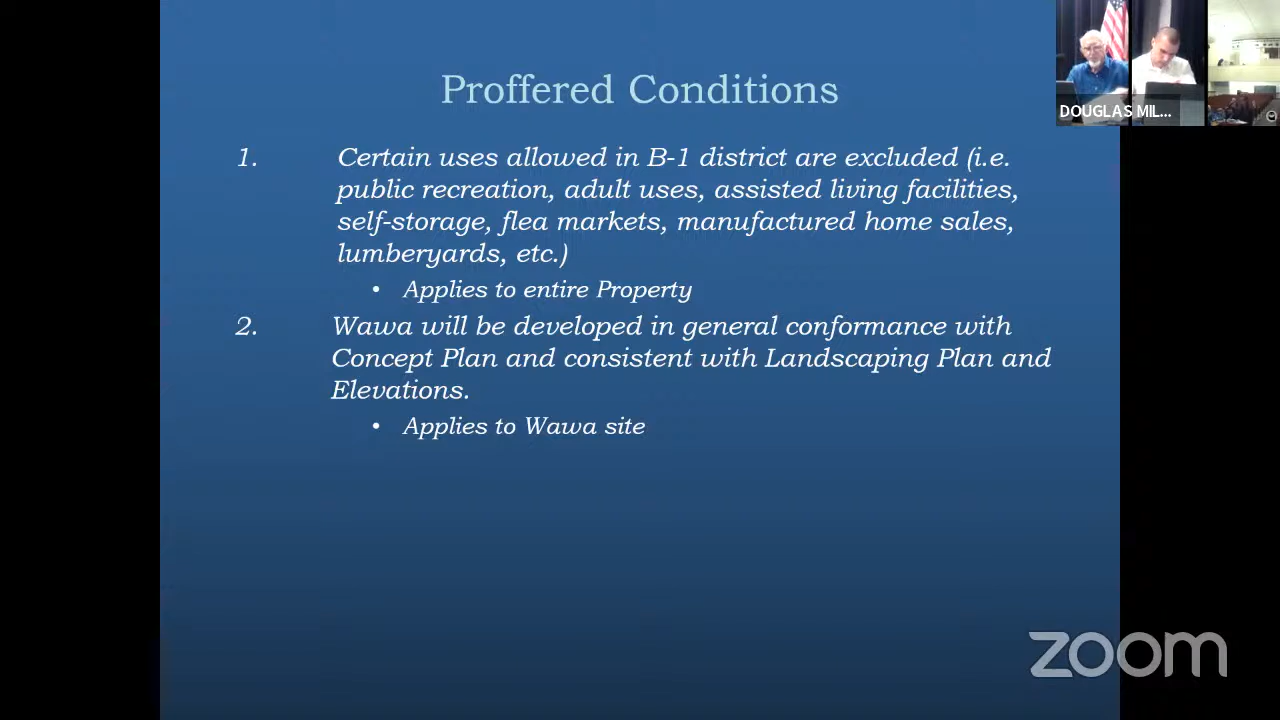 Proffered Conditions
DOUGLAS MIL...
1. Certain uses allowed in B-1 district are excluded (i.e.
public recreation, adult uses, assisted living facilities,
self-storage, flea markets, manufactured home sales,
lumberyards, etc.)
• Applies to entire Property
2. Wawa will be developed in general conformance with
Concept Plan and consistent with Landscaping Plan and
Elevations.
• Applies to Wawa site
zoom